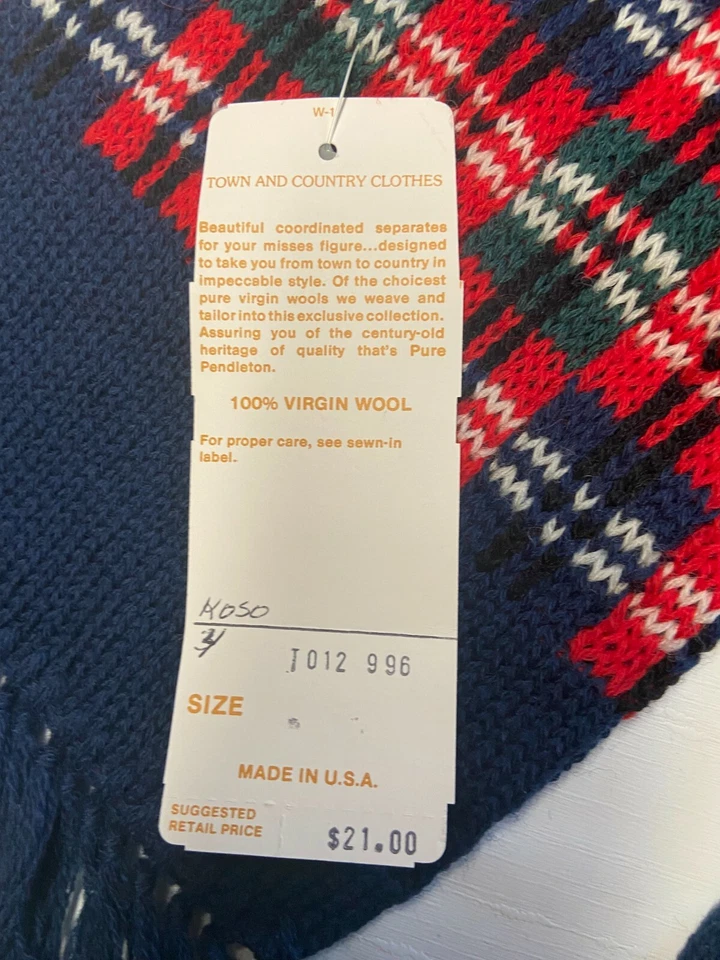 W-1
TOWN AND COUNTRY CLOTHES
Beautiful coordinated separates
for your misses figure...designed
to take you from town to country in
impeccable style. Of the choicest
pure virgin wools we weave and
tailor into this exclusive collection.
Assuring you of the century-old
heritage of quality that's Pure
Pendleton.
100% VIRGIN WOOL
For proper care, see sewn-in
label.
012 996
SIZE
MADE IN U.S.A.
SUGGESTED
RETAIL PRICE
$21.00